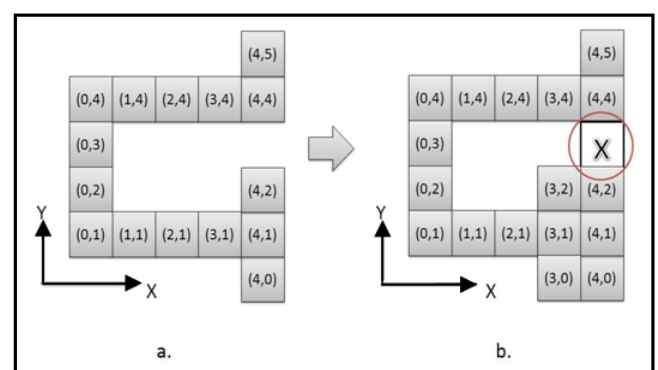 (4,5) (4,5)
(0,4) (1,4) (2,4) (3,4) (4,4) (0,4) (1,4) (2,4) (3,4) (4,4)
(0,3) (0,3) X
(0,2) (4,2) (0,2) (3,2) (4,2)
Y Y
(0,1) (1,1) (2,1) (3,1) (4,1) (0,1) (1,1) (2,1) (3,1) (4,1)
(4,0) (3,0) (4,0)
X X
a. b.